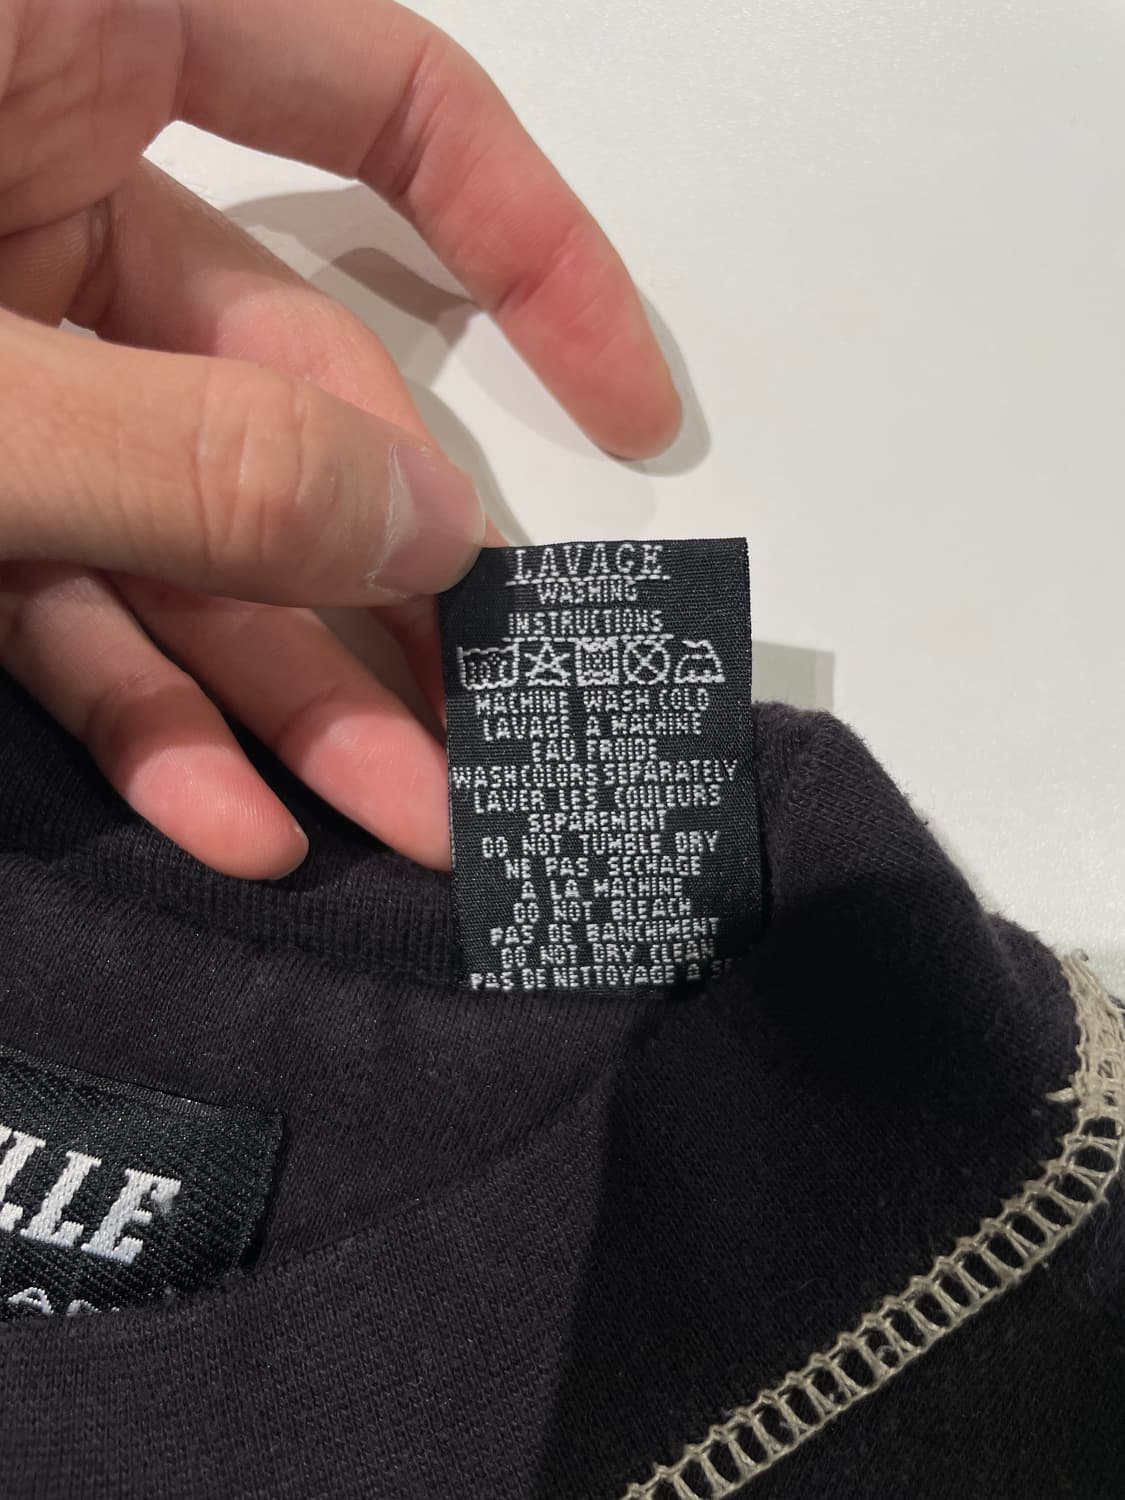 LAVAGE
WASHING
INSTRUCTIONS
MACHINE WASH COLD
LAVAGE A MACHINE
EAU FROIDE
WASH COLORS SEPARATELY
LAVER LES COULEURS
SEPAREMENT
DO NOT TUMBLE DRY
NE PAS SECHAGE
A LA MACHINE
DO NOT BLEACH
PAS DE BANCHIMENT
DO NOT DRY CLEAN
PAS DE NETTOYAGE A S
LLE